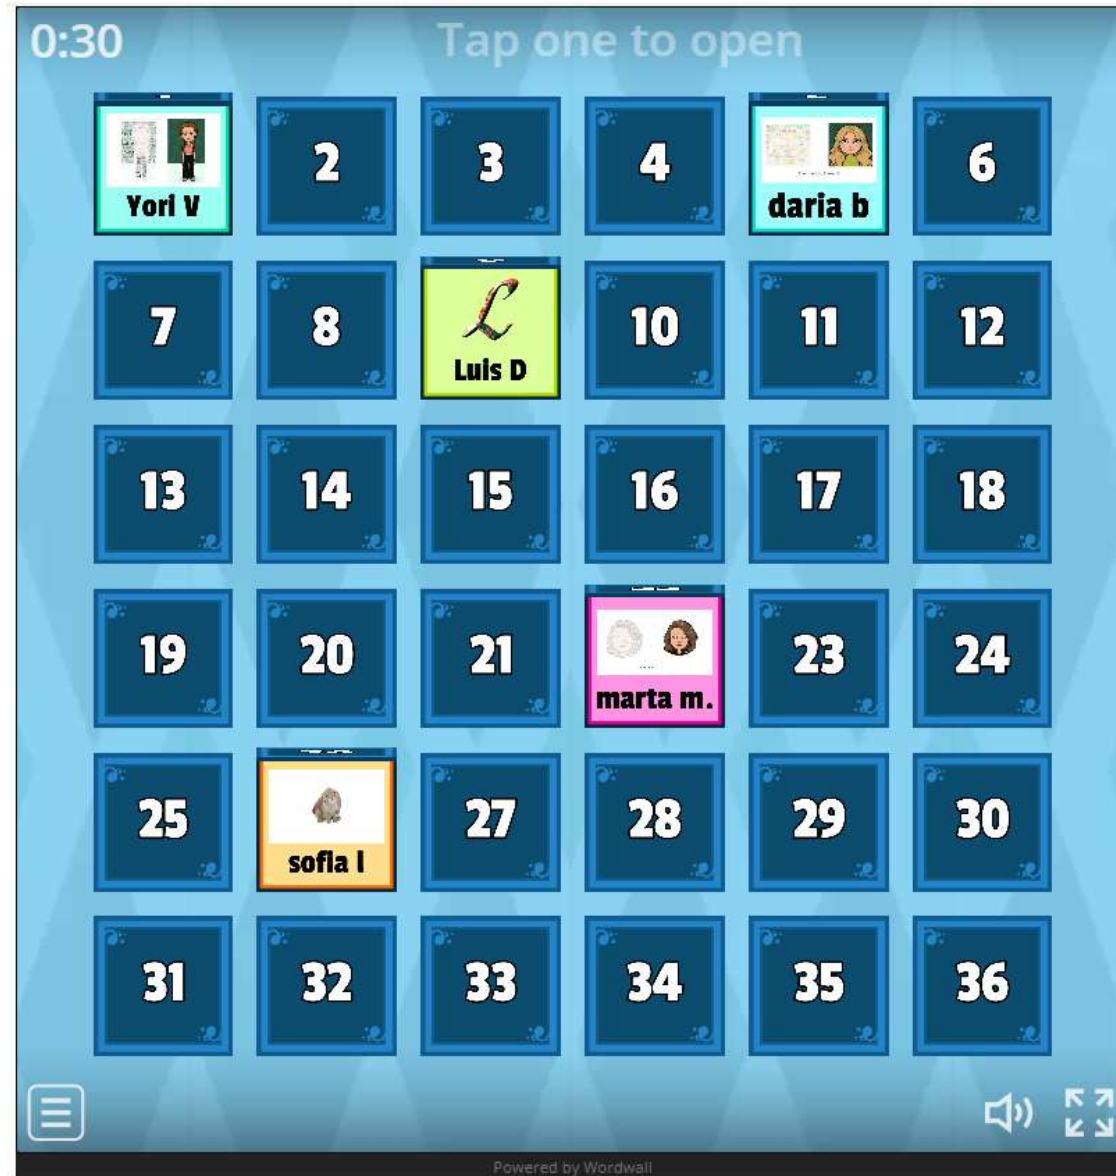 0:30 Tap one to open
Yori V 2 3 4 daria b 6
7 8 Luis D 10 11 12
13 14 15 16 17 18
19 20 21 marta m. 23 24
25 sofia l 27 28 29 30
31 32 33 34 35 36
Powered by Wordwall